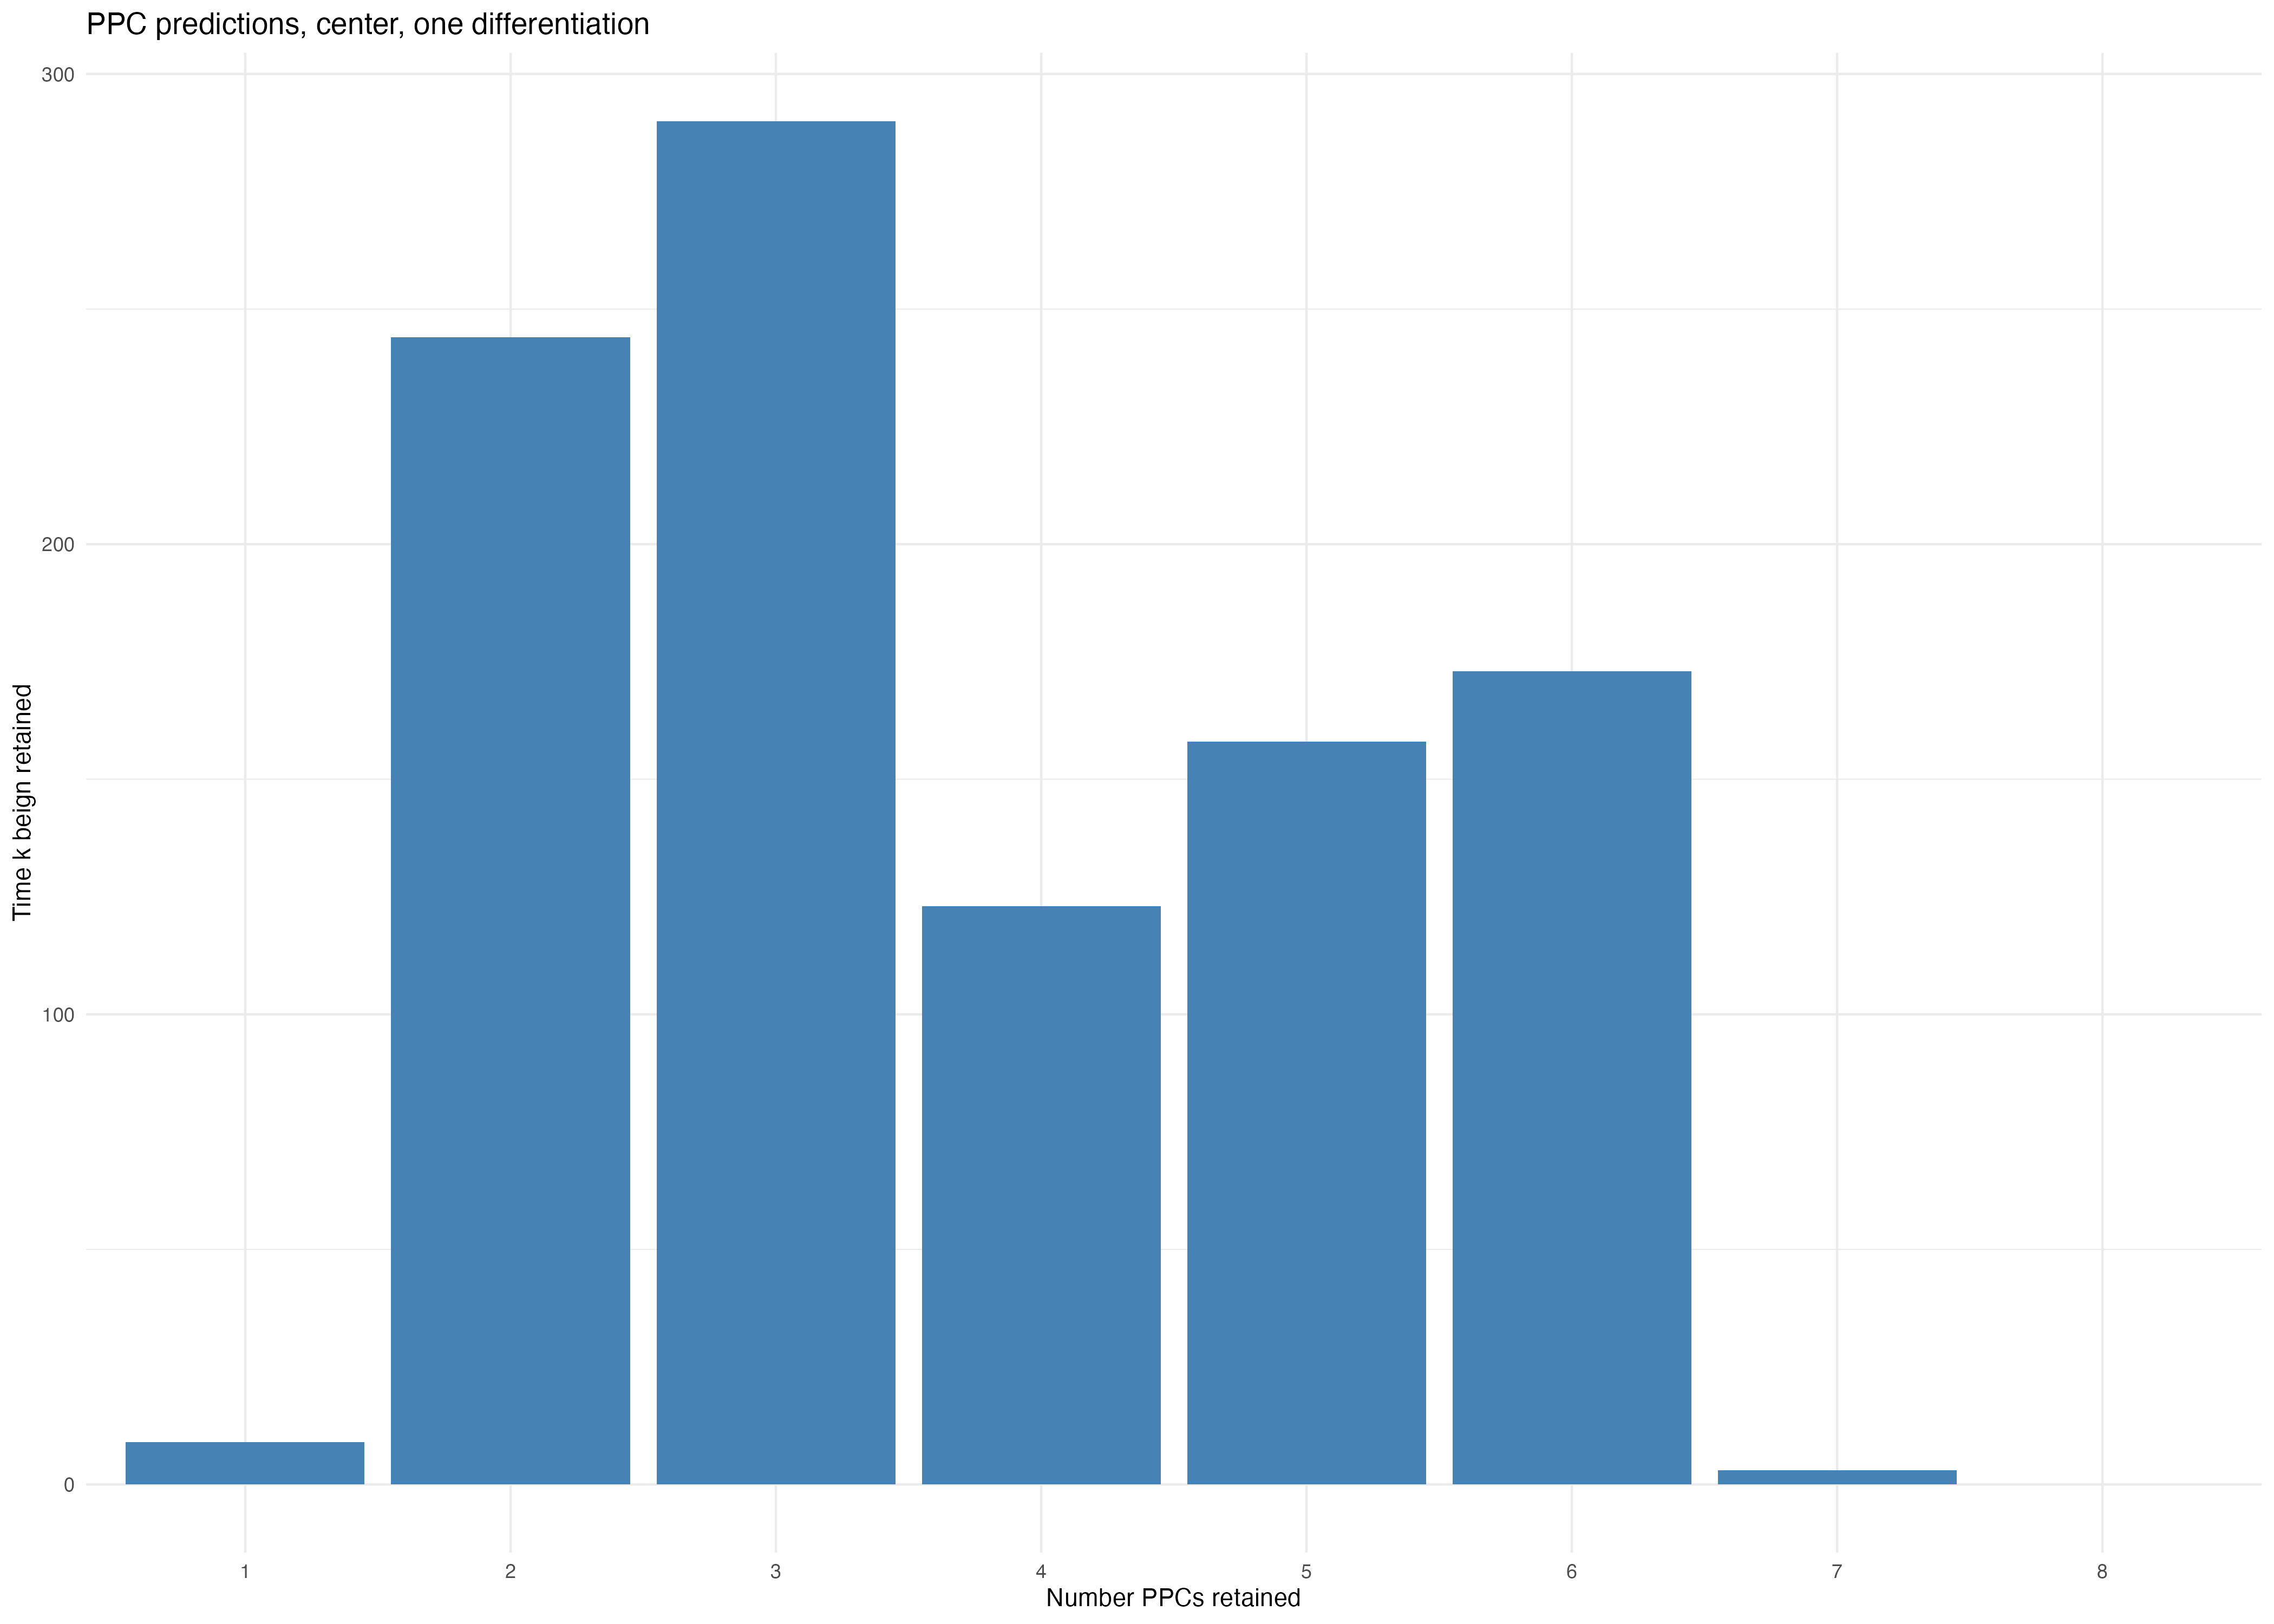 PPC predictions, center, one differentiation
300
200
100
0
Time k beign retained
1 2 3 4 5 6 7 8
Number PPCs retained